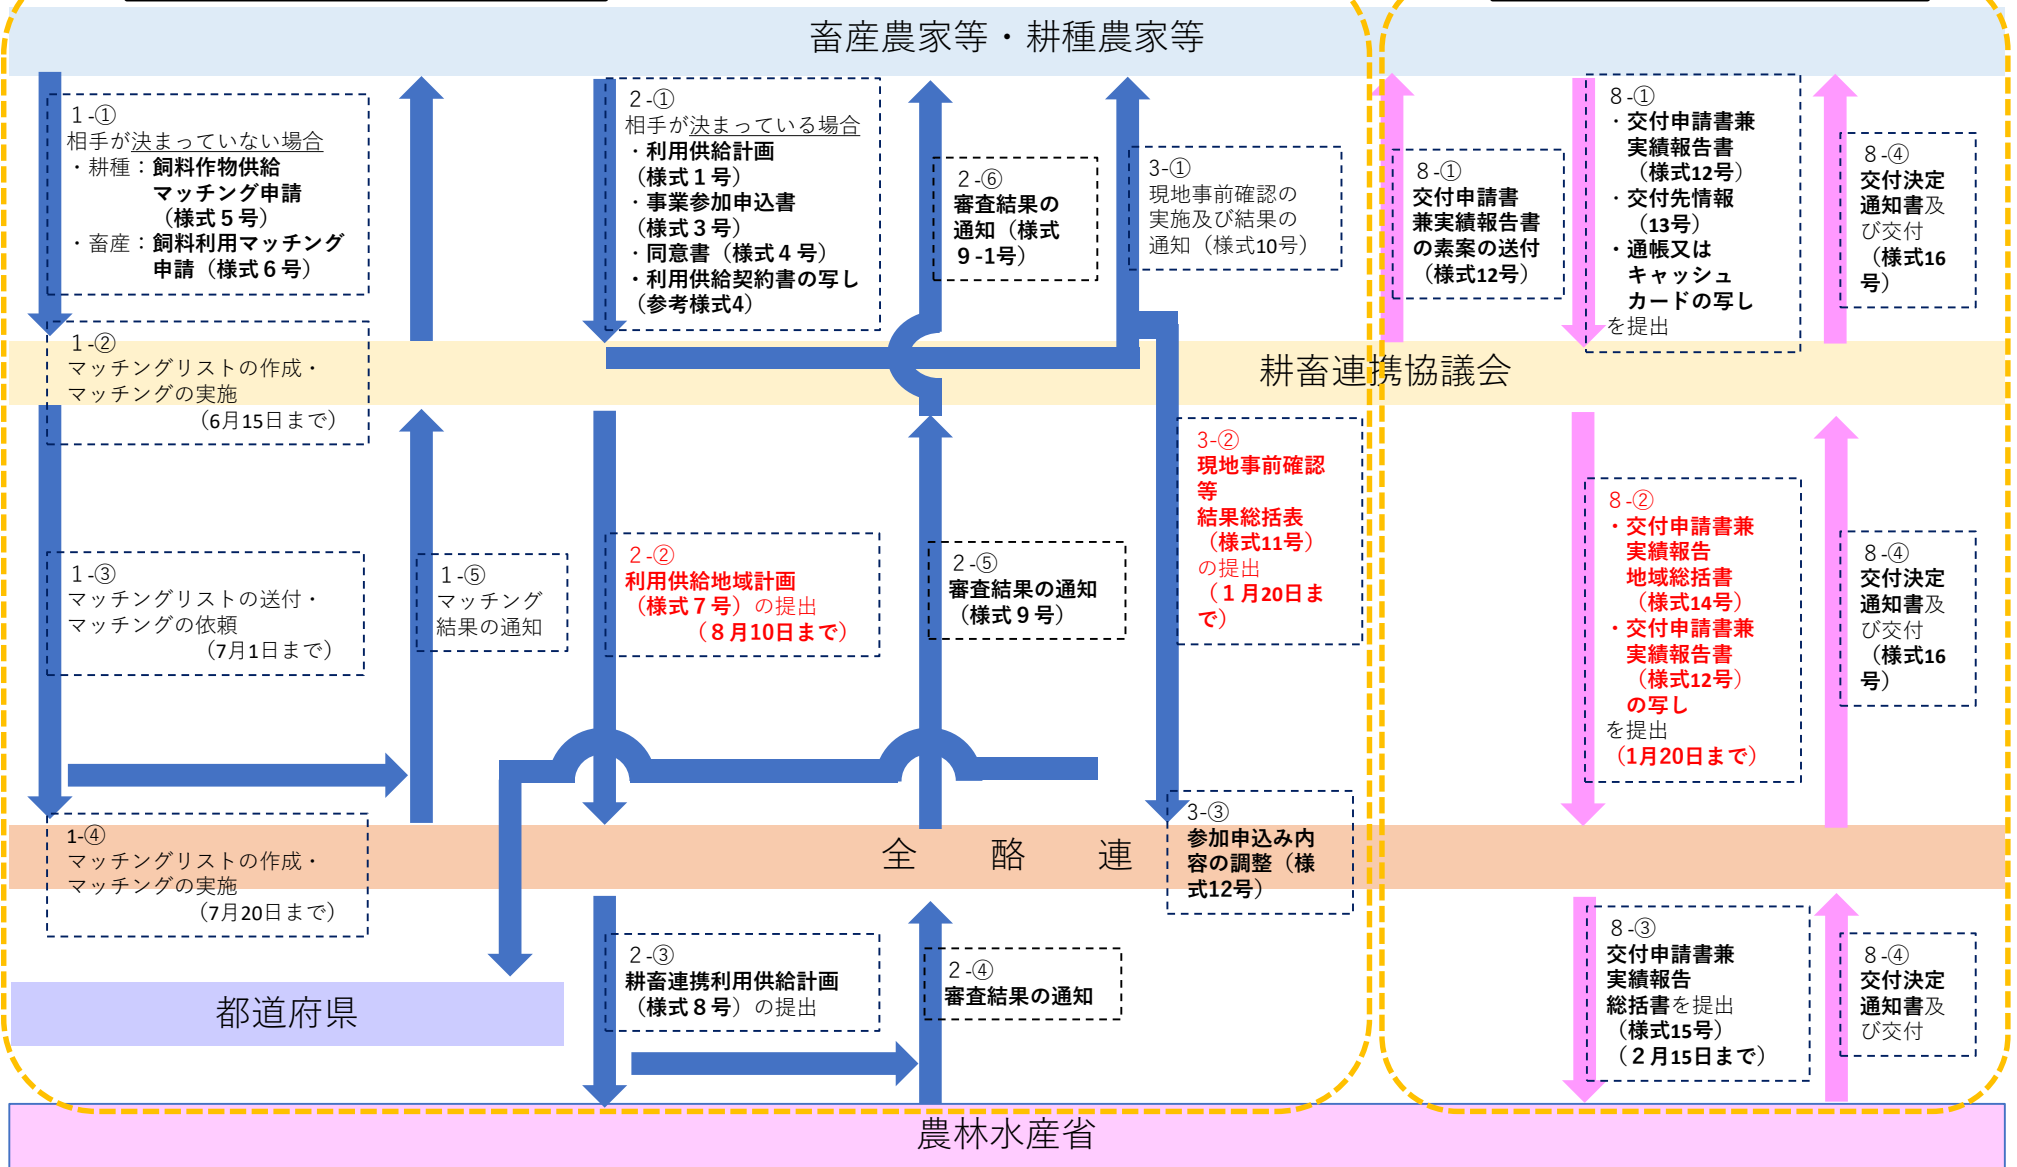 畜産農家等・耕種農家等
１-①
相手が決まっていない場合
・耕種：飼料作物供給
マッチング申請
（様式５号）
・畜産：飼料利用マッチング
申請（様式６号）
２-①
相手が決まっている場合
・利用供給計画
（様式１号）
・事業参加申込書
（様式３号）
・同意書（様式４号）
・利用供給契約書の写し
（参考様式4）
２-⑥
審査結果の
通知（様式
９-1号）
3-①
現地事前確認の
実施及び結果の
通知（様式10号）
８-①
交付申請書
兼実績報告書
の素案の送付
（様式12号）
８-①
・交付申請書兼
実績報告書
（様式12号）
・交付先情報
（13号）
・通帳又は
キャッシュ
カードの写し
を提出
８-④
交付決定
通知書及
び交付
（様式16
号）
１-②
マッチングリストの作成・
マッチングの実施
（6月15日まで）
耕畜連携協議会
１-③
マッチングリストの送付・
マッチングの依頼
（7月1日まで）
１-⑤
マッチング
結果の通知
２-②
利用供給地域計画
（様式７号）の提出
（８月10日まで）
２-⑤
審査結果の通知
（様式９号）
3-②
現地事前確認
等
結果総括表
（様式11号）
の提出
（１月20日ま
で）
８-②
・交付申請書兼
実績報告
地域総括書
（様式14号）
・交付申請書兼
実績報告書
（様式12号）
の写し
を提出
（1月20日まで）
８-④
交付決定
通知書及
び交付
（様式16
号）
1-④
マッチングリストの作成・
マッチングの実施
（7月20日まで）
全　酪　連
3-③
参加申込み内
容の調整（様
式12号）
２-③
耕畜連携利用供給計画
（様式８号）の提出
２-④
審査結果の通知
８-③
交付申請書兼
実績報告
総括書を提出
（様式15号）
（２月15日まで）
８-④
交付決定
通知書及
び交付
都道府県
農林水産省